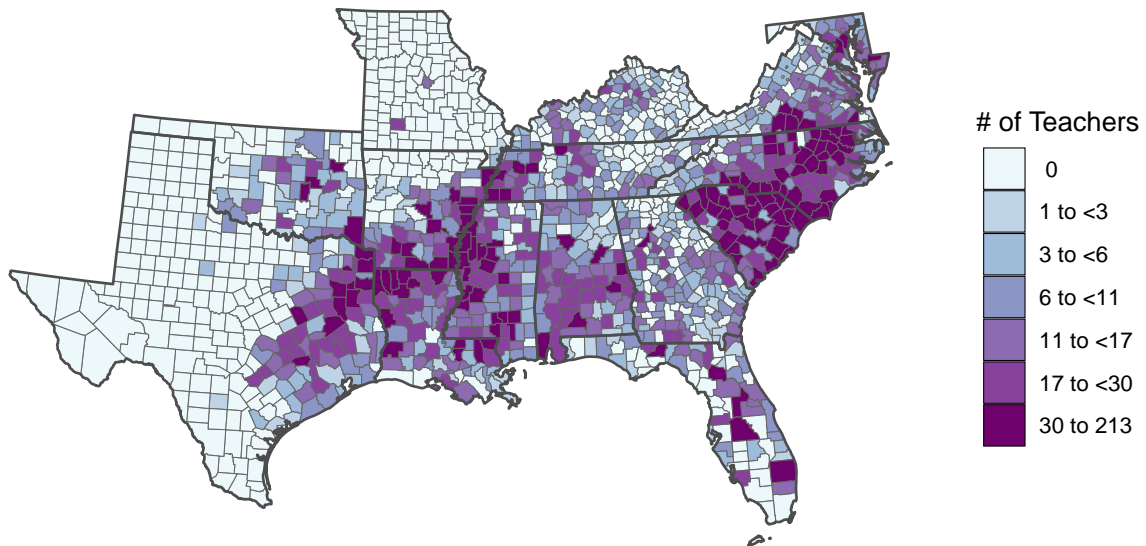 # of Teachers
0
1 to <3
3 to <6
6 to <11
11 to <17
17 to <30
30 to 213